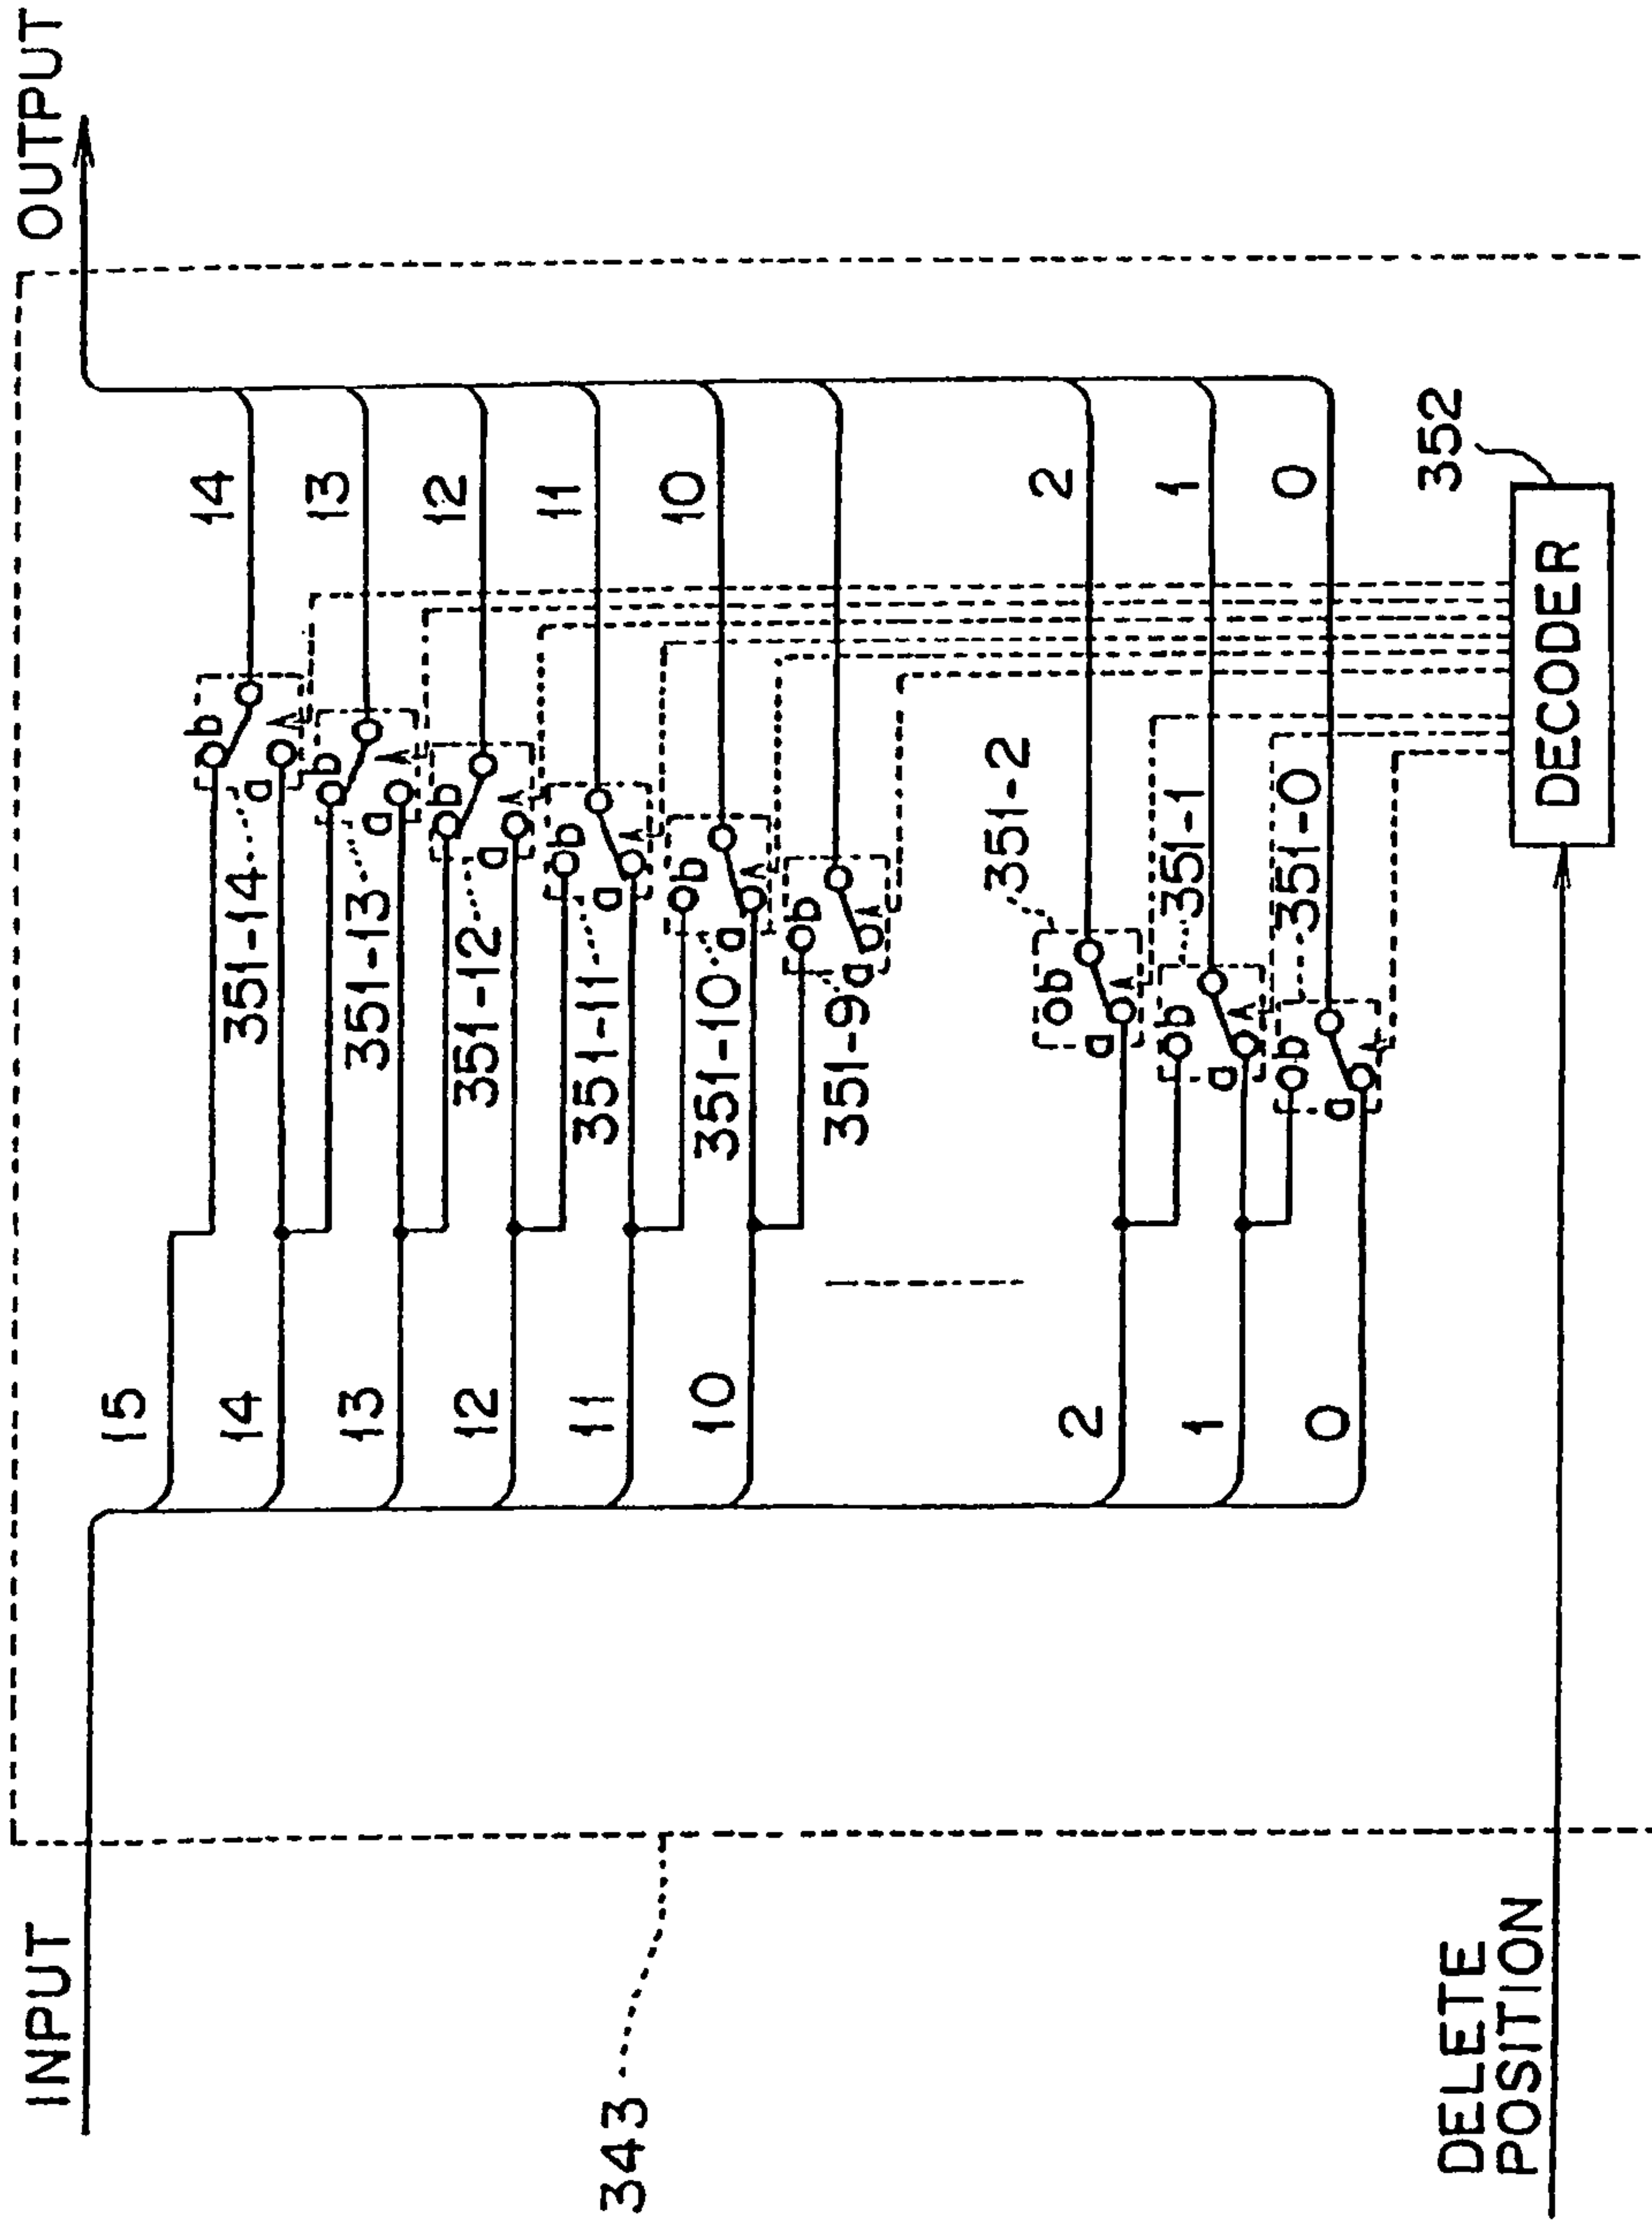 INPUT
OUTPUT
343
15
14
13
12
11
10
2
1
0
b
a
351-14
b
a
351-13
b
a
351-12
b
a
351-11
b
a
351-10
b
a
351-9
b
a
351-2
b
a
351-1
b
a
351-0
14
13
12
11
10
2
1
0
DELETE
POSITION
DECODER
352